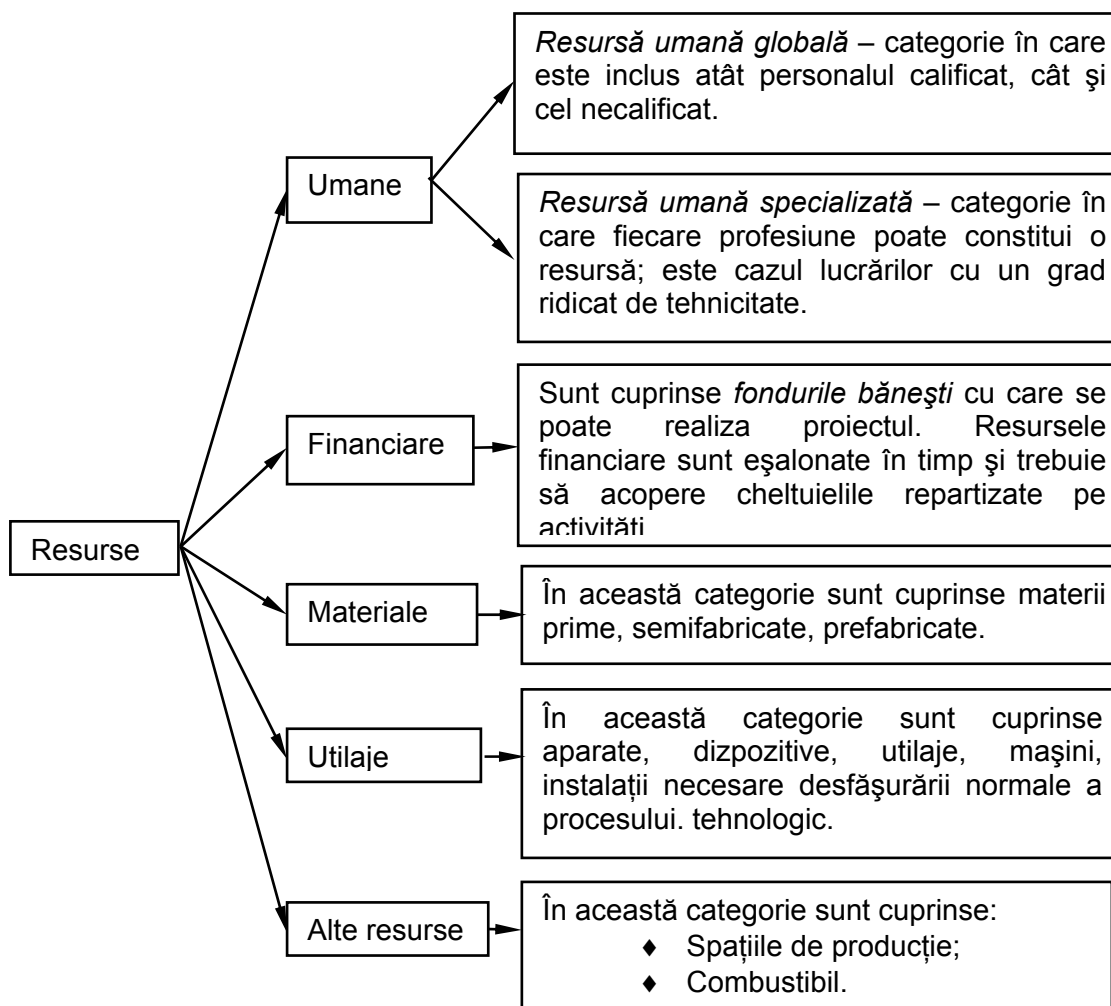 Resursă umană globală – categorie în care
este inclus atât personalul calificat, cât şi
cel necalificat.
Umane
Resursă umană specializată – categorie în
care fiecare profesiune poate constitui o
resursă; este cazul lucrărilor cu un grad
ridicat de tehnicitate.
Sunt cuprinse fondurile băneşti cu care se
poate realiza proiectul. Resursele
financiare sunt eşalonate în timp şi trebuie
să acopere cheltuielile repartizate pe
activităţi
Financiare
Resurse
Materiale
În această categorie sunt cuprinse materii
prime, semifabricate, prefabricate.
Utilaje
În această categorie sunt cuprinse
aparate, dizpozitive, utilaje, maşini,
instalaţii necesare desfăşurării normale a
procesului. tehnologic.
Alte resurse
În această categorie sunt cuprinse:
♦ Spaţiile de producţie;
♦ Combustibil.